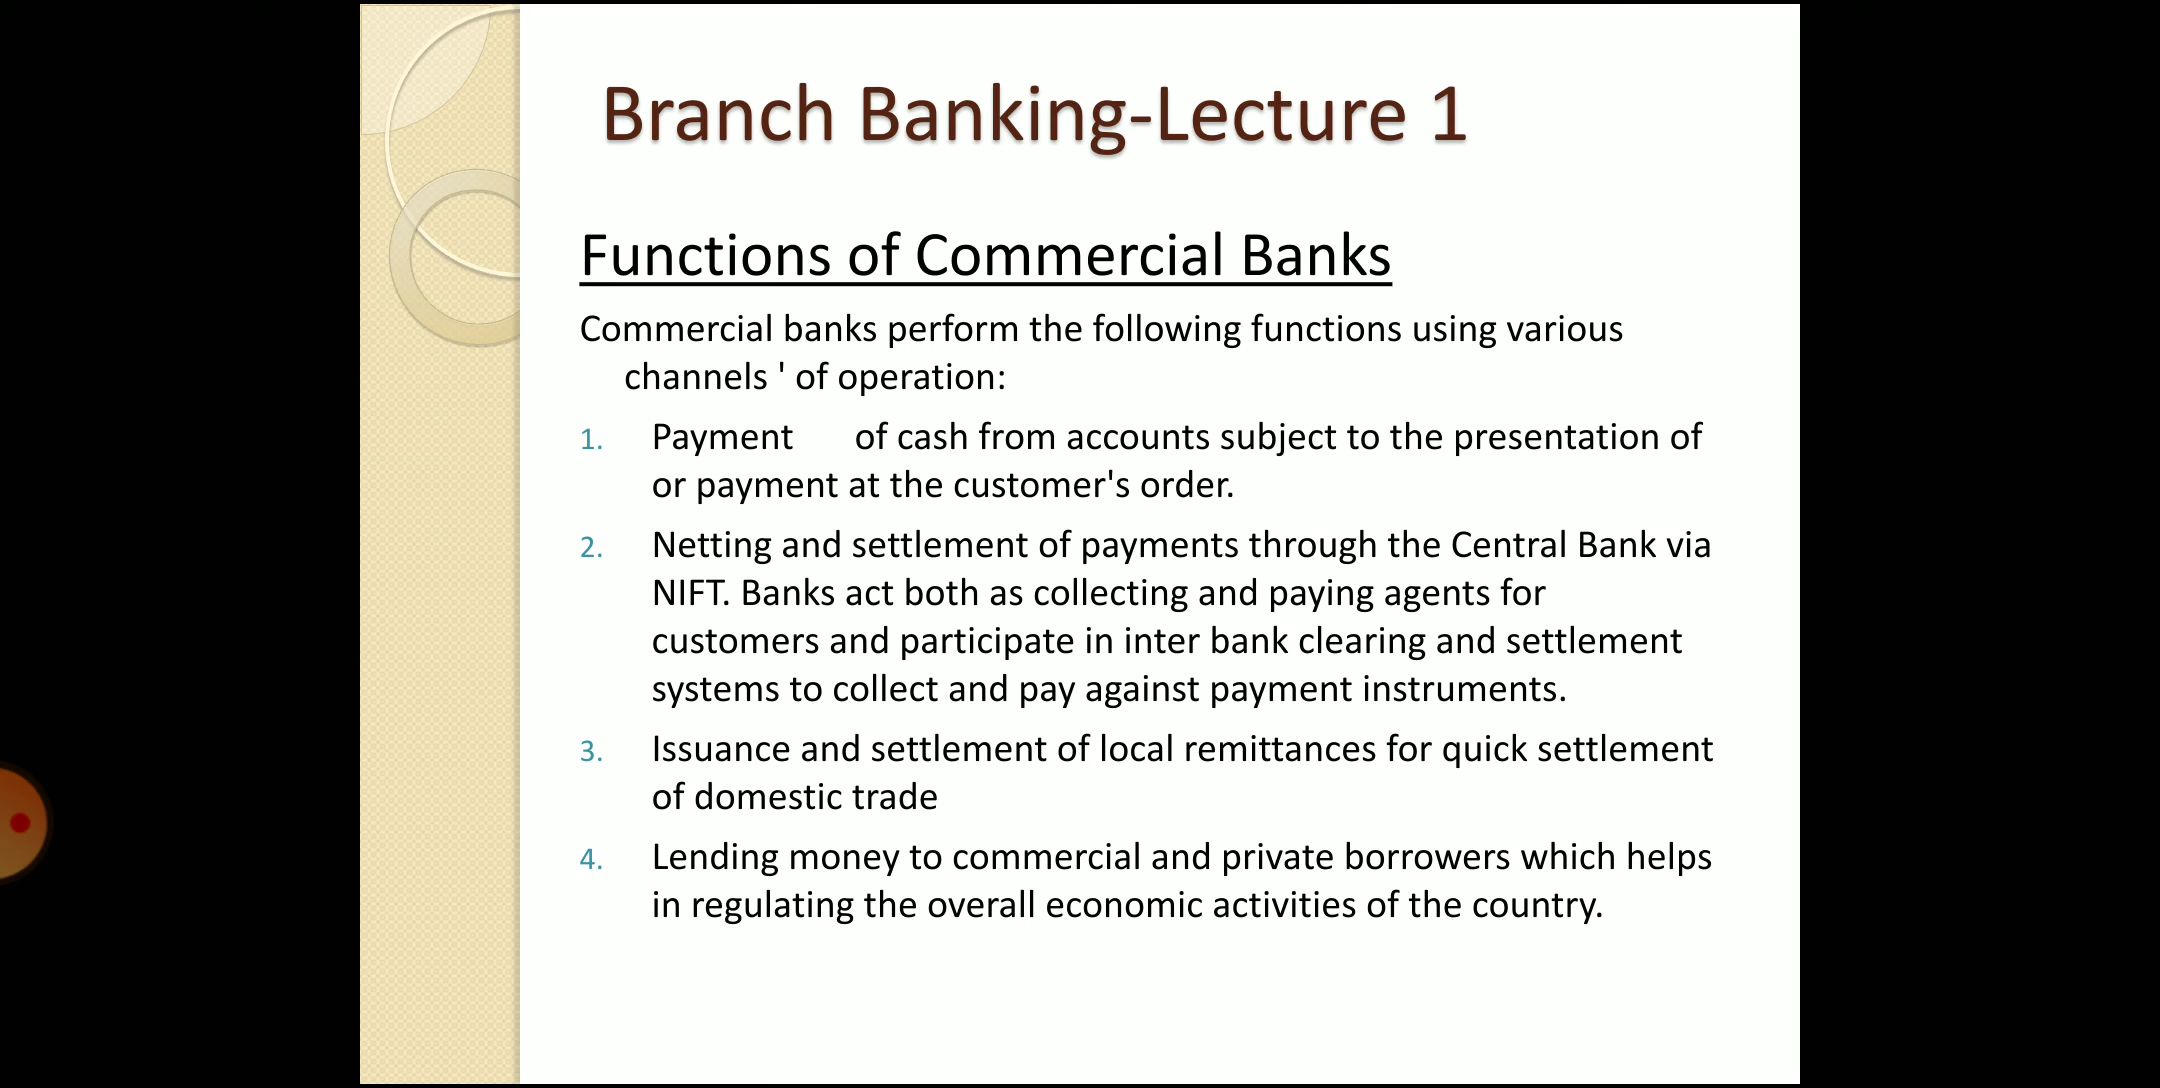 Branch Banking-Lecture 1
Functions of Commercial Banks
Commercial banks perform the following functions using various
channels ' of operation:
1. Payment of cash from accounts subject to the presentation of
or payment at the customer's order.
2. Netting and settlement of payments through the Central Bank via
NIFT. Banks act both as collecting and paying agents for
customers and participate in inter bank clearing and settlement
systems to collect and pay against payment instruments.
3. Issuance and settlement of local remittances for quick settlement
of domestic trade
4. Lending money to commercial and private borrowers which helps
in regulating the overall economic activities of the country.